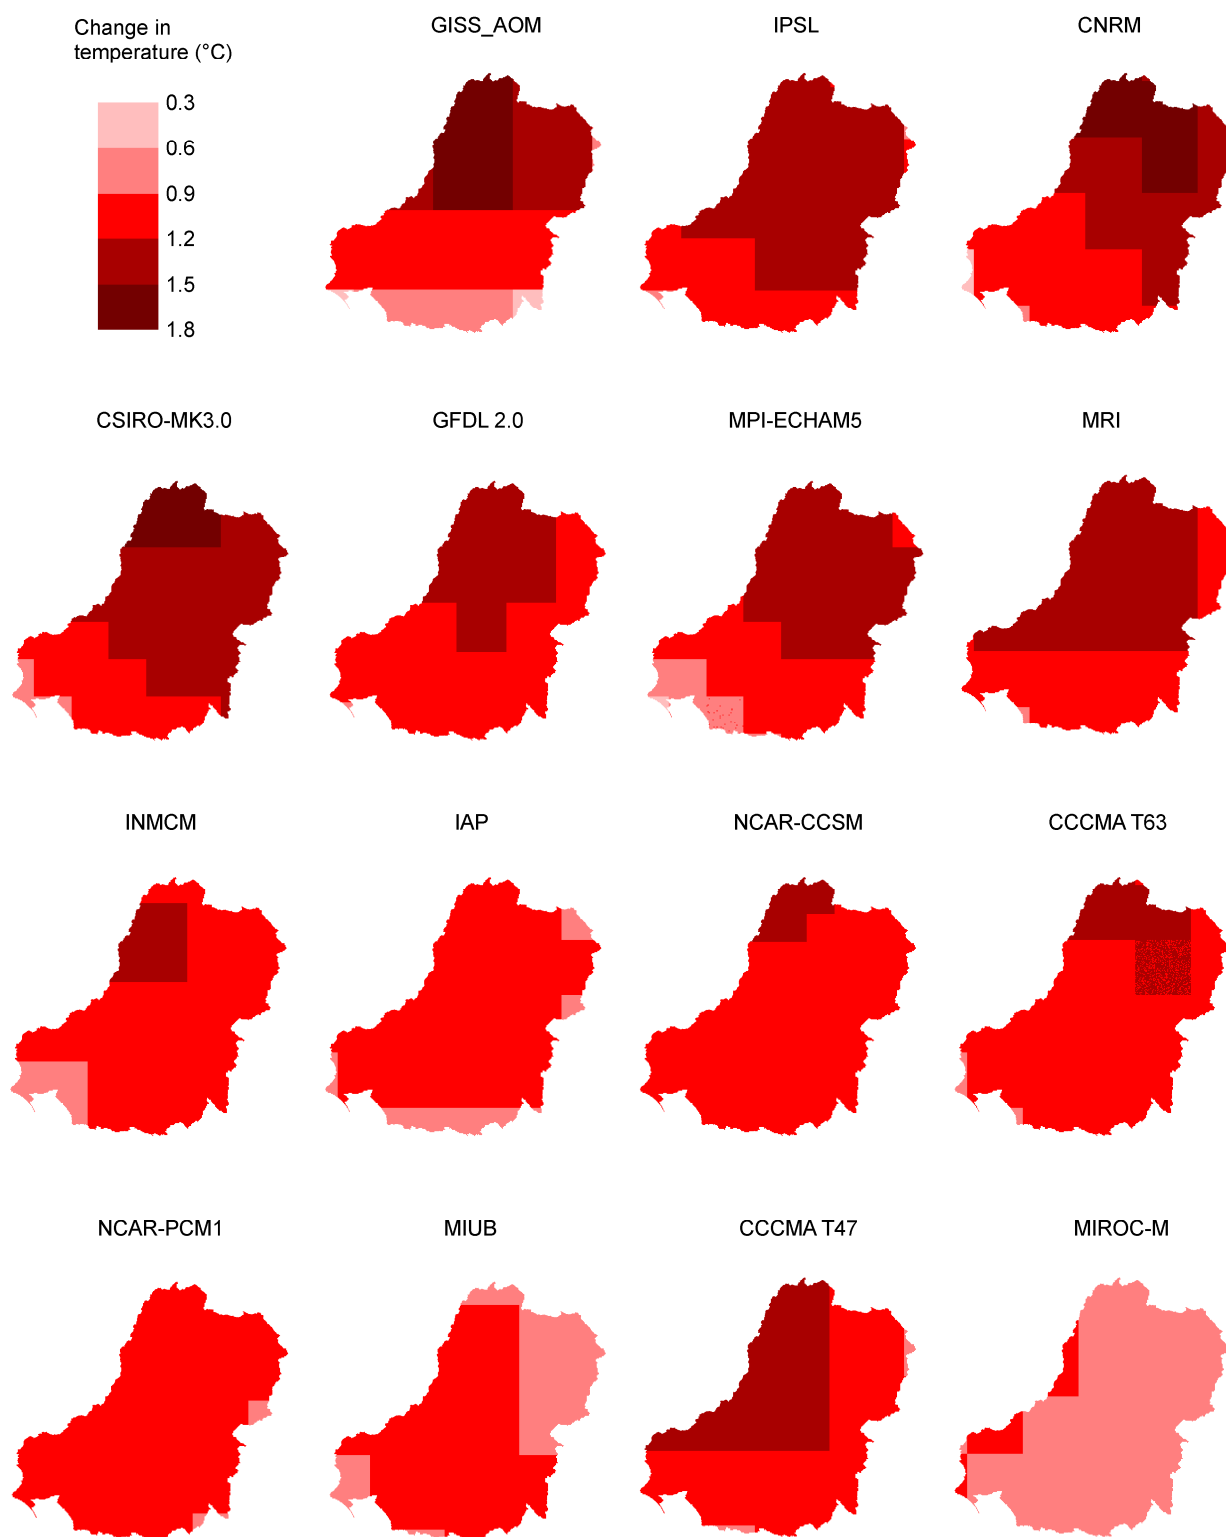 Change in
temperature (°C)
0.3
0.6
0.9
1.2
1.5
1.8
GISS_AOM
IPSL
CNRM
CSIRO-MK3.0
GFDL 2.0
MPI-ECHAM5
MRI
INMCM
IAP
NCAR-CCSM
CCCMA T63
NCAR-PCM1
MIUB
CCCMA T47
MIROC-M